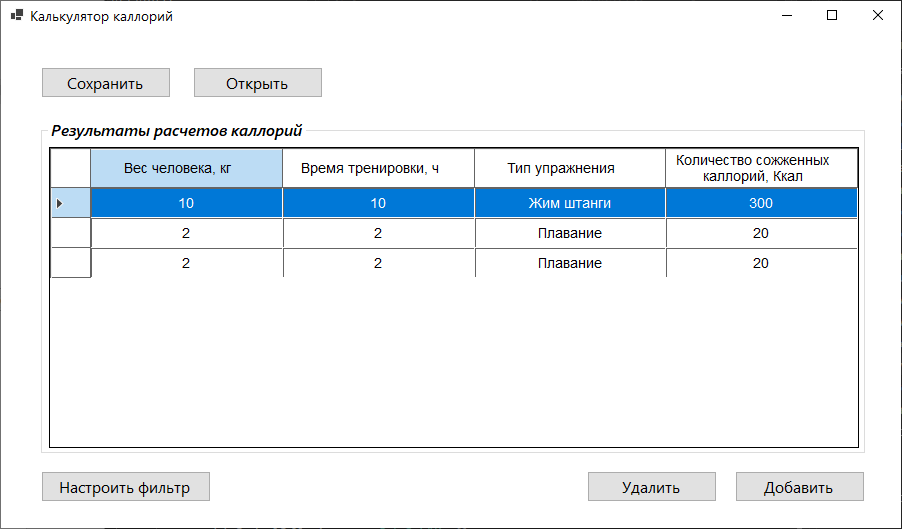 Калькулятор каллорий
Сохранить Открыть
Результаты расчетов каллорий
Вес человека, кг Время тренировки, ч Тип упражнения Количество сожженных
каллорий, Ккал
10 10 Жим штанги 300
2 2 Плавание 20
2 2 Плавание 20
Настроить фильтр Удалить Добавить